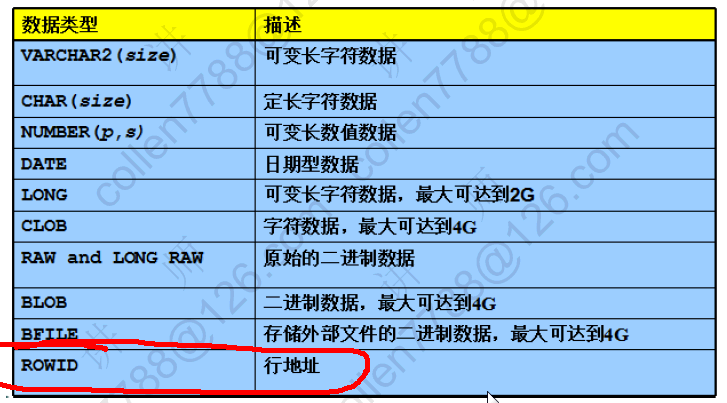 数据类型 描述
VARCHAR2(size) 可变长字符数据
CHAR(size) 定长字符数据
NUMBER(p,s) 可变长数值数据
DATE 日期型数据
LONG 可变长字符数据，最大可达到2G
CLOB 字符数据，最大可达到4G
RAW and LONG RAW 原始的二进制数据
BLOB 二进制数据，最大可达到4G
BFILE 存储外部文件的二进制数据，最大可达到4G
ROWID 行地址
讲师 collen7788@126.com